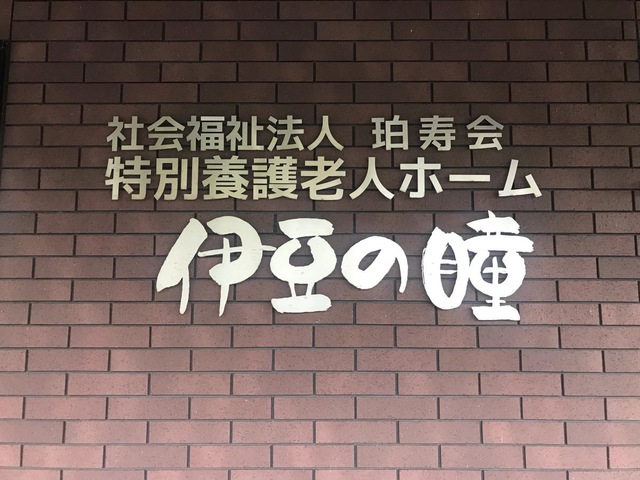 社会福祉法人 珀寿会
特別養護老人ホーム
伊豆の瞳